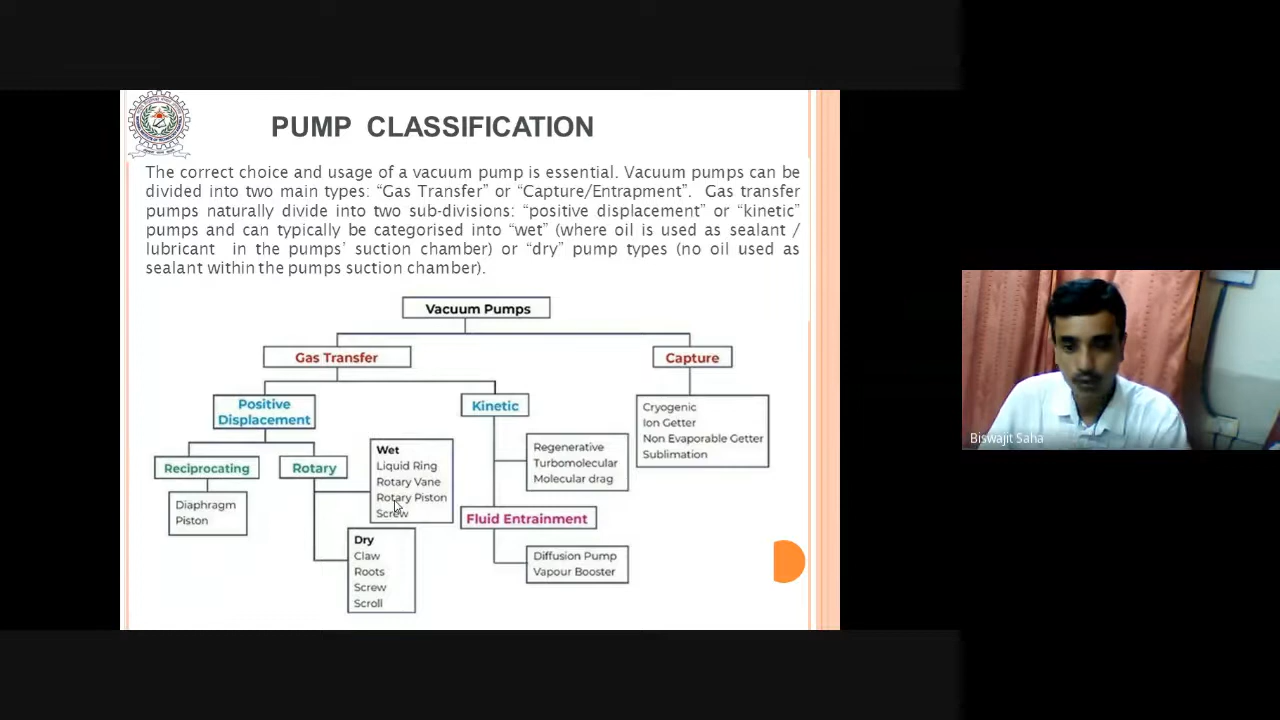 PUMP CLASSIFICATION
The correct choice and usage of a vacuum pump is essential. Vacuum pumps can be
divided into two main types: “Gas Transfer” or “Capture/Entrapment”. Gas transfer
pumps naturally divide into two sub-divisions: “positive displacement” or “kinetic”
pumps and can typically be categorised into “wet” (where oil is used as sealant /
lubricant in the pumps’ suction chamber) or “dry” pump types (no oil used as
sealant within the pumps suction chamber).
Vacuum Pumps
Gas Transfer
Capture
Positive
Displacement
Kinetic
Cryogenic
Ion Getter
Non Evaporable Getter
Sublimation
Reciprocating
Rotary
Wet
Liquid Ring
Rotary Vane
Rotary Piston
Screw
Regenerative
Turbomolecular
Molecular drag
Diaphragm
Piston
Fluid Entrainment
Dry
Claw
Roots
Screw
Scroll
Diffusion Pump
Vapour Booster
Biswajit Saha